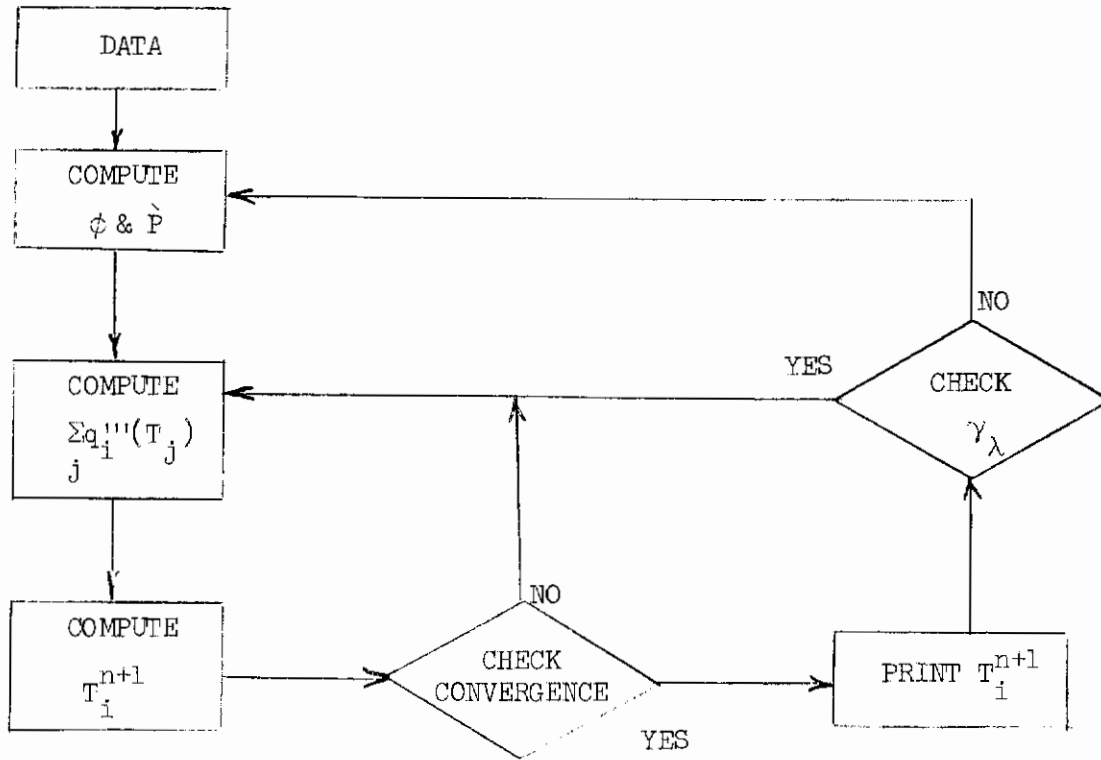 DATA
COMPUTE
ϕ & P̀
COMPUTE
Σq_i'''(T_j)
j
COMPUTE
T_i^{n+1}
NO
CHECK
CONVERGENCE
YES
PRINT T_i^{n+1}
NO
YES
CHECK
γ_λ